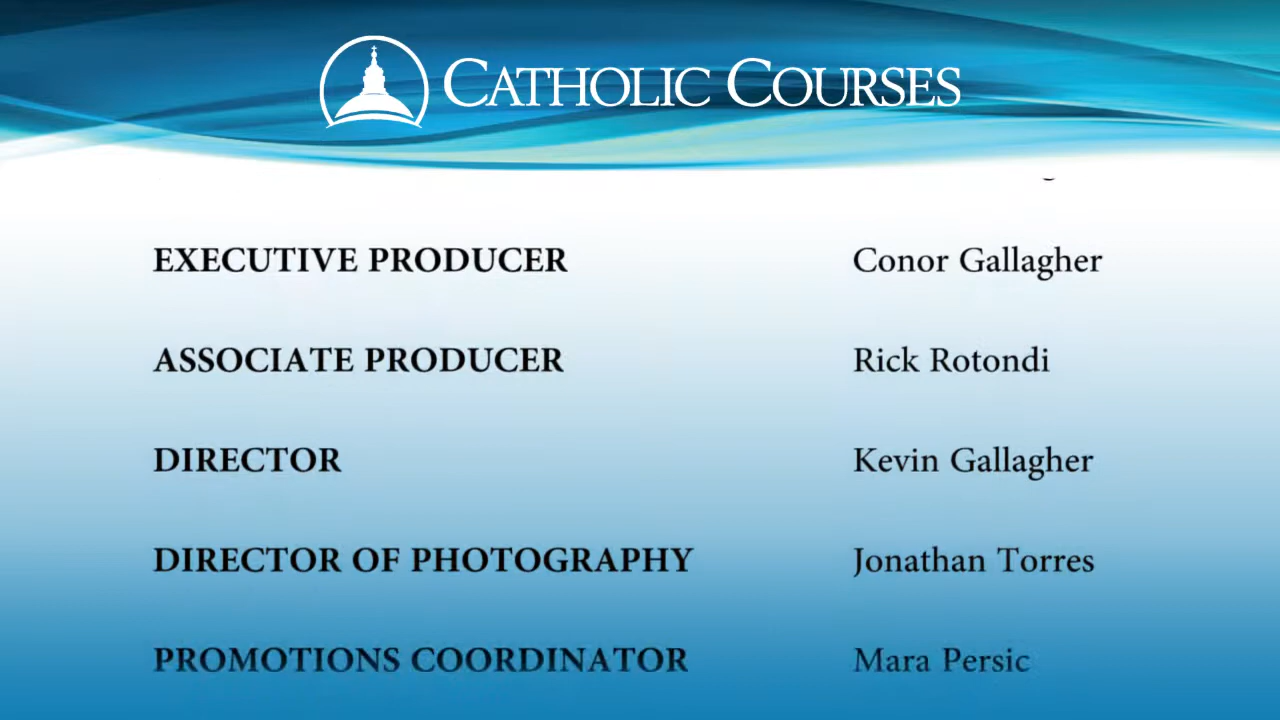 CATHOLIC COURSES
EXECUTIVE PRODUCER Conor Gallagher
ASSOCIATE PRODUCER Rick Rotondi
DIRECTOR Kevin Gallagher
DIRECTOR OF PHOTOGRAPHY Jonathan Torres
PROMOTIONS COORDINATOR Mara Persic